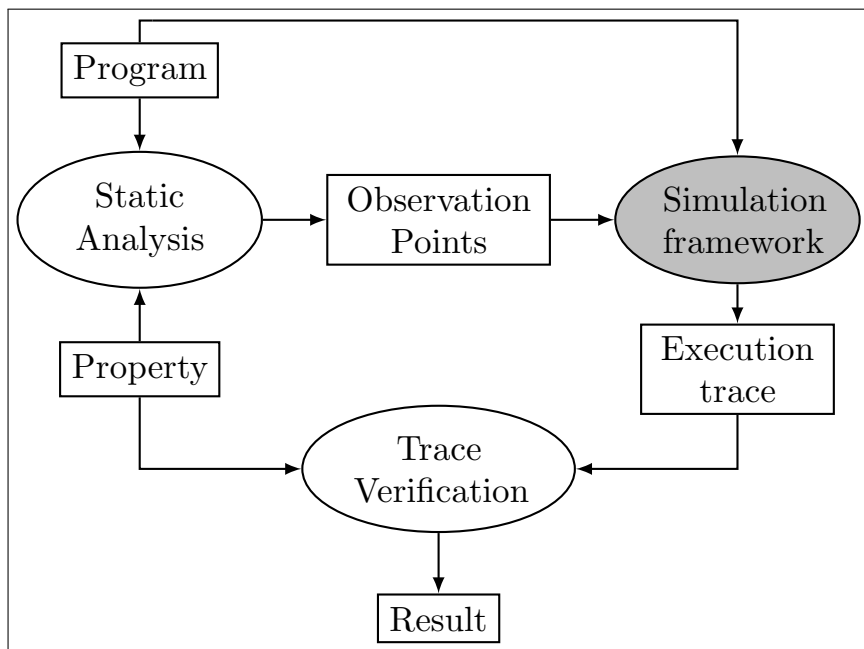 Program
Static
Analysis
Observation
Points
Simulation
framework
Property
Execution
trace
Trace
Verification
Result